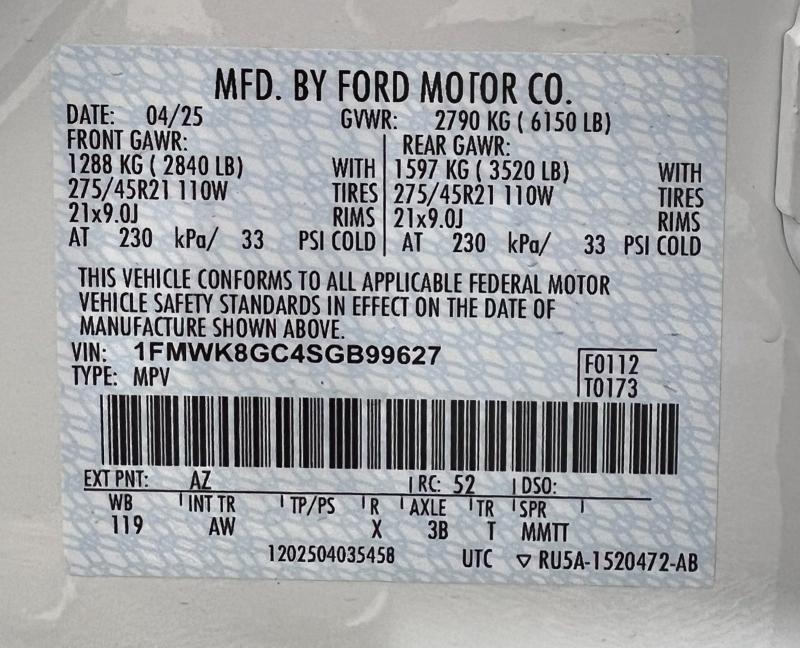 MFD. BY FORD MOTOR CO.
DATE: 04/25 GVWR: 2790 KG ( 6150 LB)
FRONT GAWR: REAR GAWR:
1288 KG ( 2840 LB) WITH 1597 KG ( 3520 LB) WITH
275/45R21 110W TIRES 275/45R21 110W TIRES
21x9.0J RIMS 21x9.0J RIMS
AT 230 kPa/ 33 PSI COLD AT 230 kPa/ 33 PSI COLD
THIS VEHICLE CONFORMS TO ALL APPLICABLE FEDERAL MOTOR
VEHICLE SAFETY STANDARDS IN EFFECT ON THE DATE OF
MANUFACTURE SHOWN ABOVE.
VIN: 1FMWK8GC4SGB99627 F0112
TYPE: MPV T0173
EXT PNT: AZ RC: 52 DSO:
WB INT TR TP/PS R AXLE TR SPR
119 AW X 3B T MMTT
1202504035458 UTC ▽ RU5A-1520472-AB